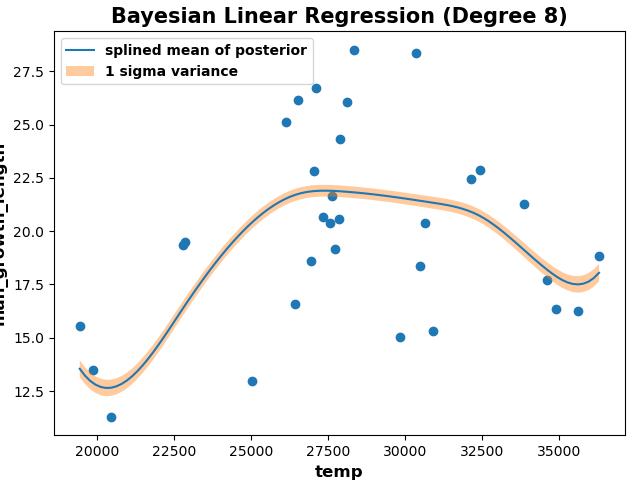 Bayesian Linear Regression (Degree 8)
splined mean of posterior
1 sigma variance
27.5
25.0
22.5
20.0
17.5
15.0
12.5
growth_length
20000 22500 25000 27500 30000 32500 35000
temp